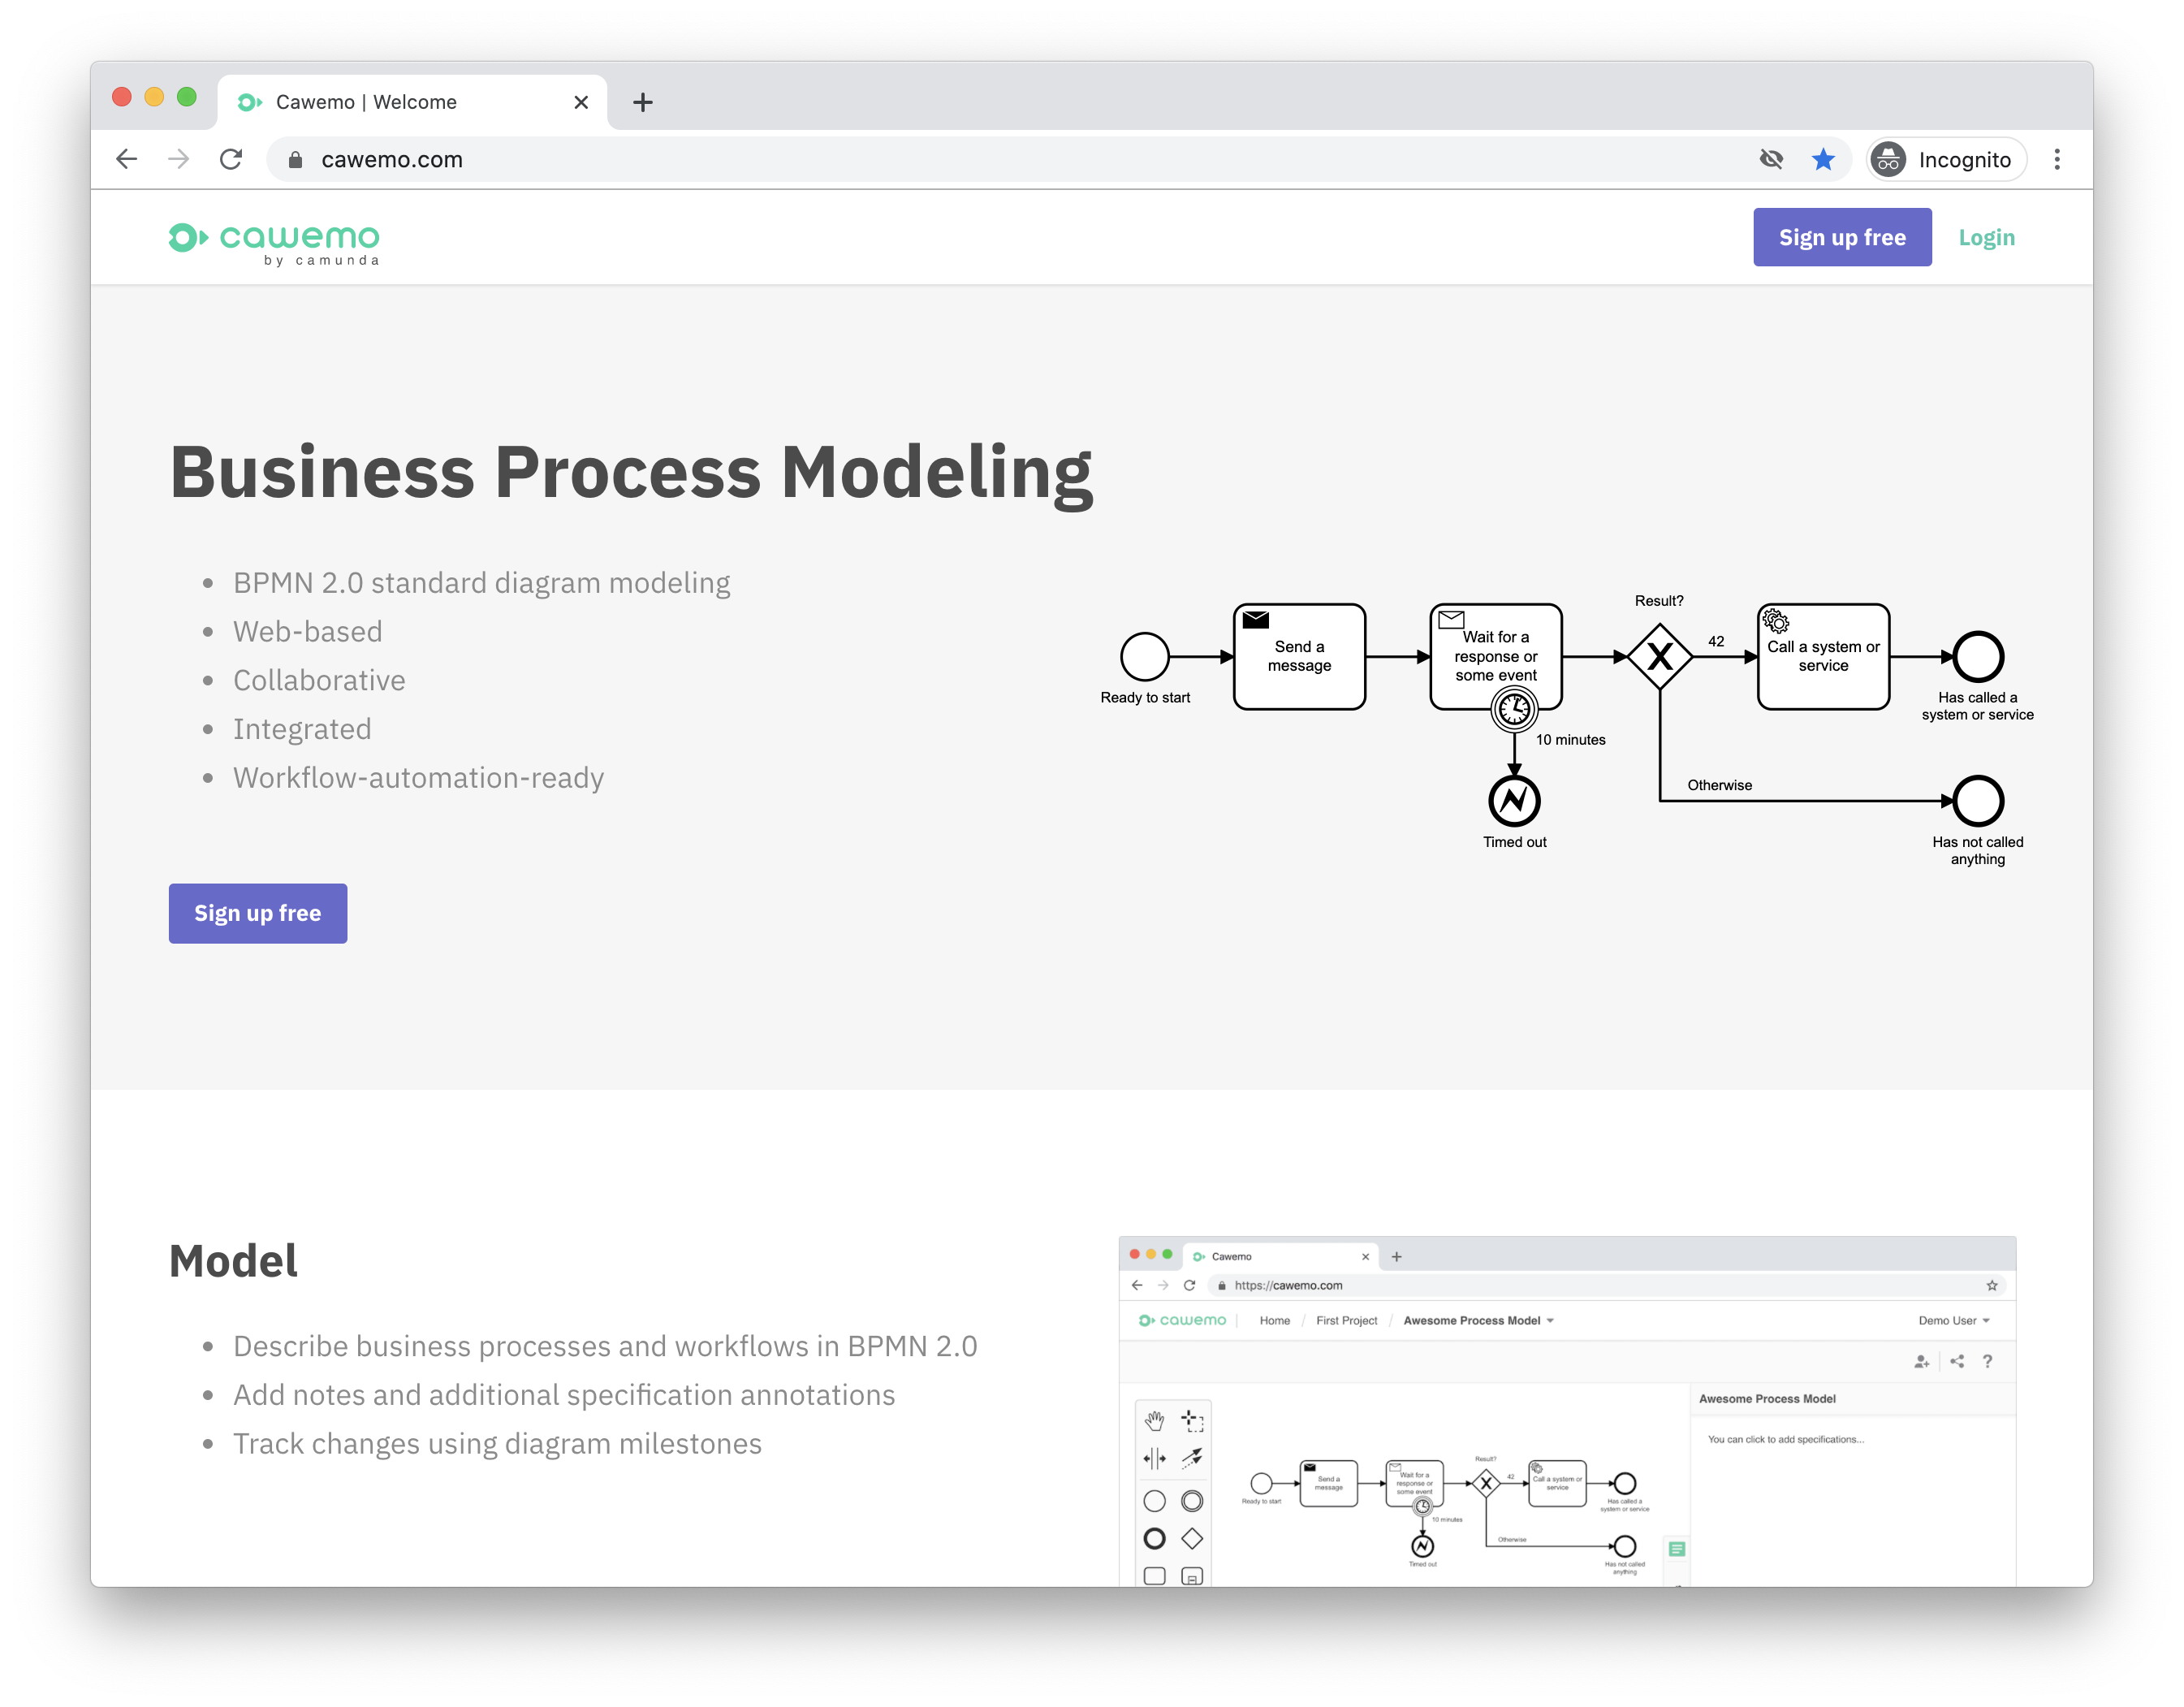 Cawemo | Welcome
cawemo.com
Incognito
cawemo
by camunda
Sign up free
Login
Business Process Modeling
BPMN 2.0 standard diagram modeling
Web-based
Collaborative
Integrated
Workflow-automation-ready
Sign up free
Ready to start
Send a
message
Wait for a
response or
some event
10 minutes
Timed out
Result?
X
42
Call a system or
service
Has called a
system or service
Otherwise
Has not called
anything
Model
Describe business processes and workflows in BPMN 2.0
Add notes and additional specification annotations
Track changes using diagram milestones
Cawemo
https://cawemo.com
cawemo
Home / First Project / Awesome Process Model
Demo User
?
Awesome Process Model
You can click to add specifications...
Ready to start
Send a
message
Wait for a
response or
some event
10 minutes
Timed out
Result?
X
42
Call a system or
service
Has called a
system or service
Otherwise
Has not called
anything